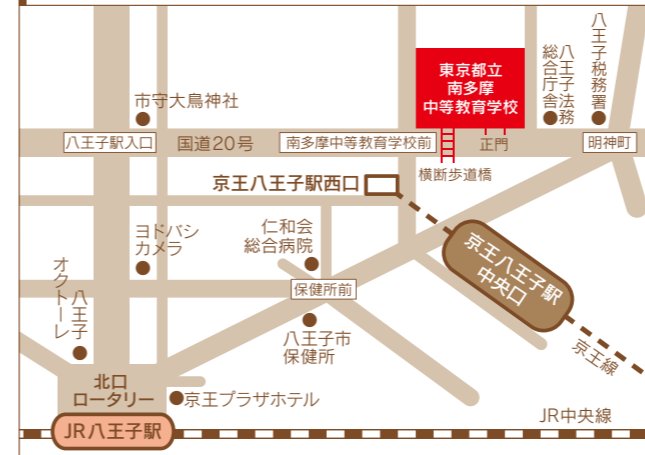 東京都立
南多摩
中等教育学校
八王子法務
総合庁舎
八王子税務署
市守大鳥神社
八王子駅入口
国道20号
南多摩中等教育学校前
正門
明神町
横断歩道橋
京王八王子駅西口
ヨドバシ
カメラ
仁和会
総合病院
京王八王子駅
中央口
八王子
オクトーレ
保健所前
八王子市
保健所
京王線
北口
ロータリー
京王プラザホテル
JR中央線
JR八王子駅